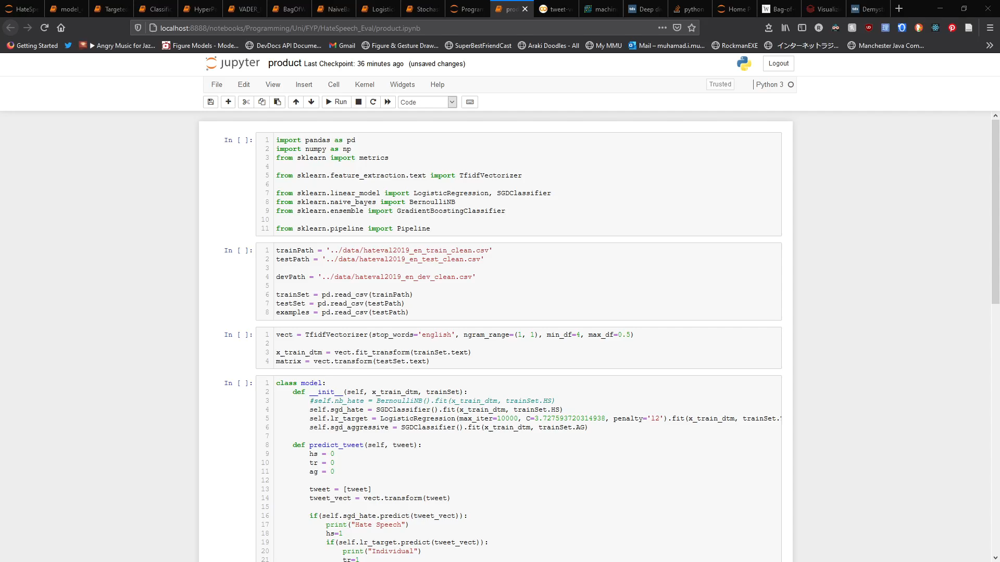 HateSpe
model_
Targeted
Classific
HyperPa
VADER_
BagOfW
NaiveBa
Logistic
Stochas
Program
prod
tweet-v
machin
tds Deep di
python
Home P
W Bag-of-
Visualiz
tds Demyst
localhost:8888/notebooks/Programming/Uni/FYP/HateSpeech_Eval/product.ipynb
Getting Started
▶ Angry Music for Jaz...
Figure Models - Mode...
DevDocs API Docume...
Gmail
Figure & Gesture Draw...
SuperBestFriendCast
Araki Doodles - All
My MMU
Mail – muhamad.i.mu...
RockmanEXE
インターネットラジ...
Manchester Java Com...
jupyter product Last Checkpoint: 36 minutes ago (unsaved changes)
Logout
File Edit View Insert Cell Kernel Widgets Help
Trusted
Python 3
Run
Code
In [ ]:
1 import pandas as pd
2 import numpy as np
3 from sklearn import metrics
4
5 from sklearn.feature_extraction.text import TfidfVectorizer
6
7 from sklearn.linear_model import LogisticRegression, SGDClassifier
8 from sklearn.naive_bayes import BernoulliNB
9 from sklearn.ensemble import GradientBoostingClassifier
10
11 from sklearn.pipeline import Pipeline
In [ ]:
1 trainPath = '../data/hateval2019_en_train_clean.csv'
2 testPath = '../data/hateval2019_en_test_clean.csv'
3
4 devPath = '../data/hateval2019_en_dev_clean.csv'
5
6 trainSet = pd.read_csv(trainPath)
7 testSet = pd.read_csv(testPath)
8 examples = pd.read_csv(testPath)
In [ ]:
1 vect = TfidfVectorizer(stop_words='english', ngram_range=(1, 1), min_df=4, max_df=0.5)
2
3 x_train_dtm = vect.fit_transform(trainSet.text)
4 matrix = vect.transform(testSet.text)
In [ ]:
1 class model:
2 def __init__(self, x_train_dtm, trainSet):
3 #self.nb_hate = BernoulliNB().fit(x_train_dtm, trainSet.HS)
4 self.sgd_hate = SGDClassifier().fit(x_train_dtm, trainSet.HS)
5 self.lr_target = LogisticRegression(max_iter=10000, C=3.727593720314938, penalty='l2').fit(x_train_dtm, trainSet.
6 self.sgd_aggressive = SGDClassifier().fit(x_train_dtm, trainSet.AG)
7
8 def predict_tweet(self, tweet):
9 hs = 0
10 tr = 0
11 ag = 0
12
13 tweet = [tweet]
14 tweet_vect = vect.transform(tweet)
15
16 if(self.sgd_hate.predict(tweet_vect)):
17 print("Hate Speech")
18 hs=1
19 if(self.lr_target.predict(tweet_vect)):
20 print("Individual")
21 tr=1